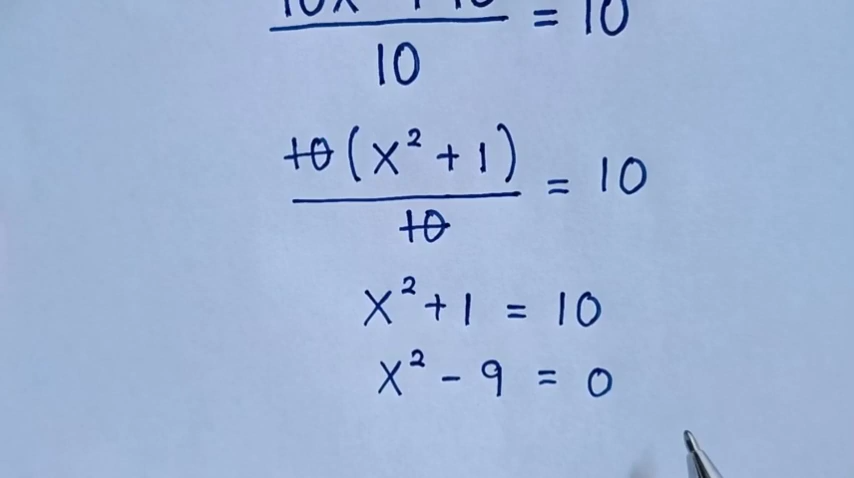 = 10
10
10(x² + 1) = 10
10
x² + 1 = 10
x² - 9 = 0